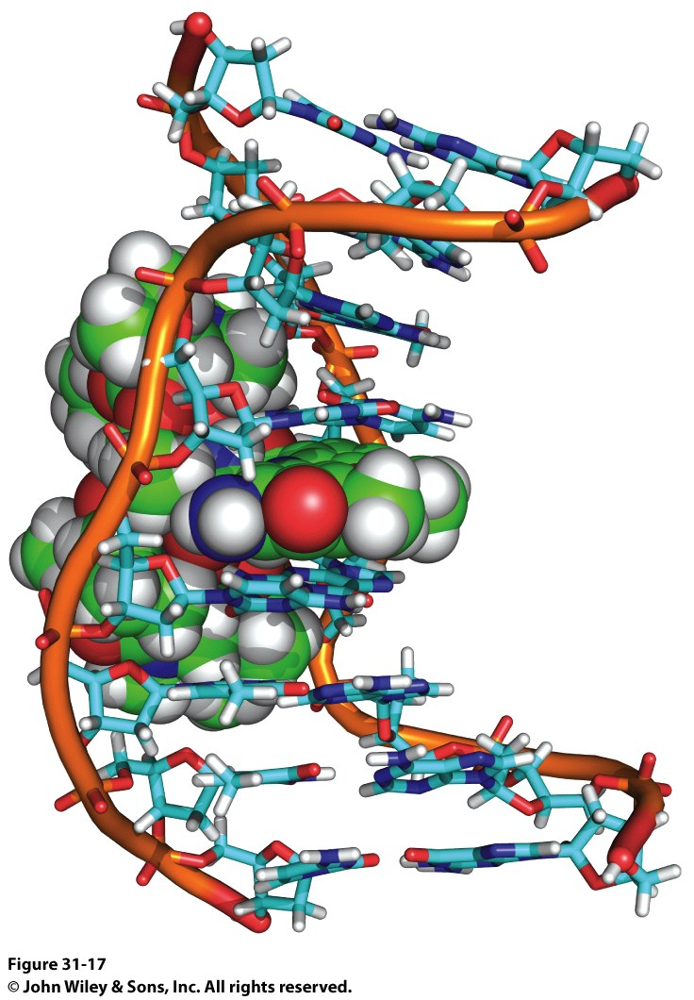 Figure 31-17
© John Wiley & Sons, Inc. All rights reserved.